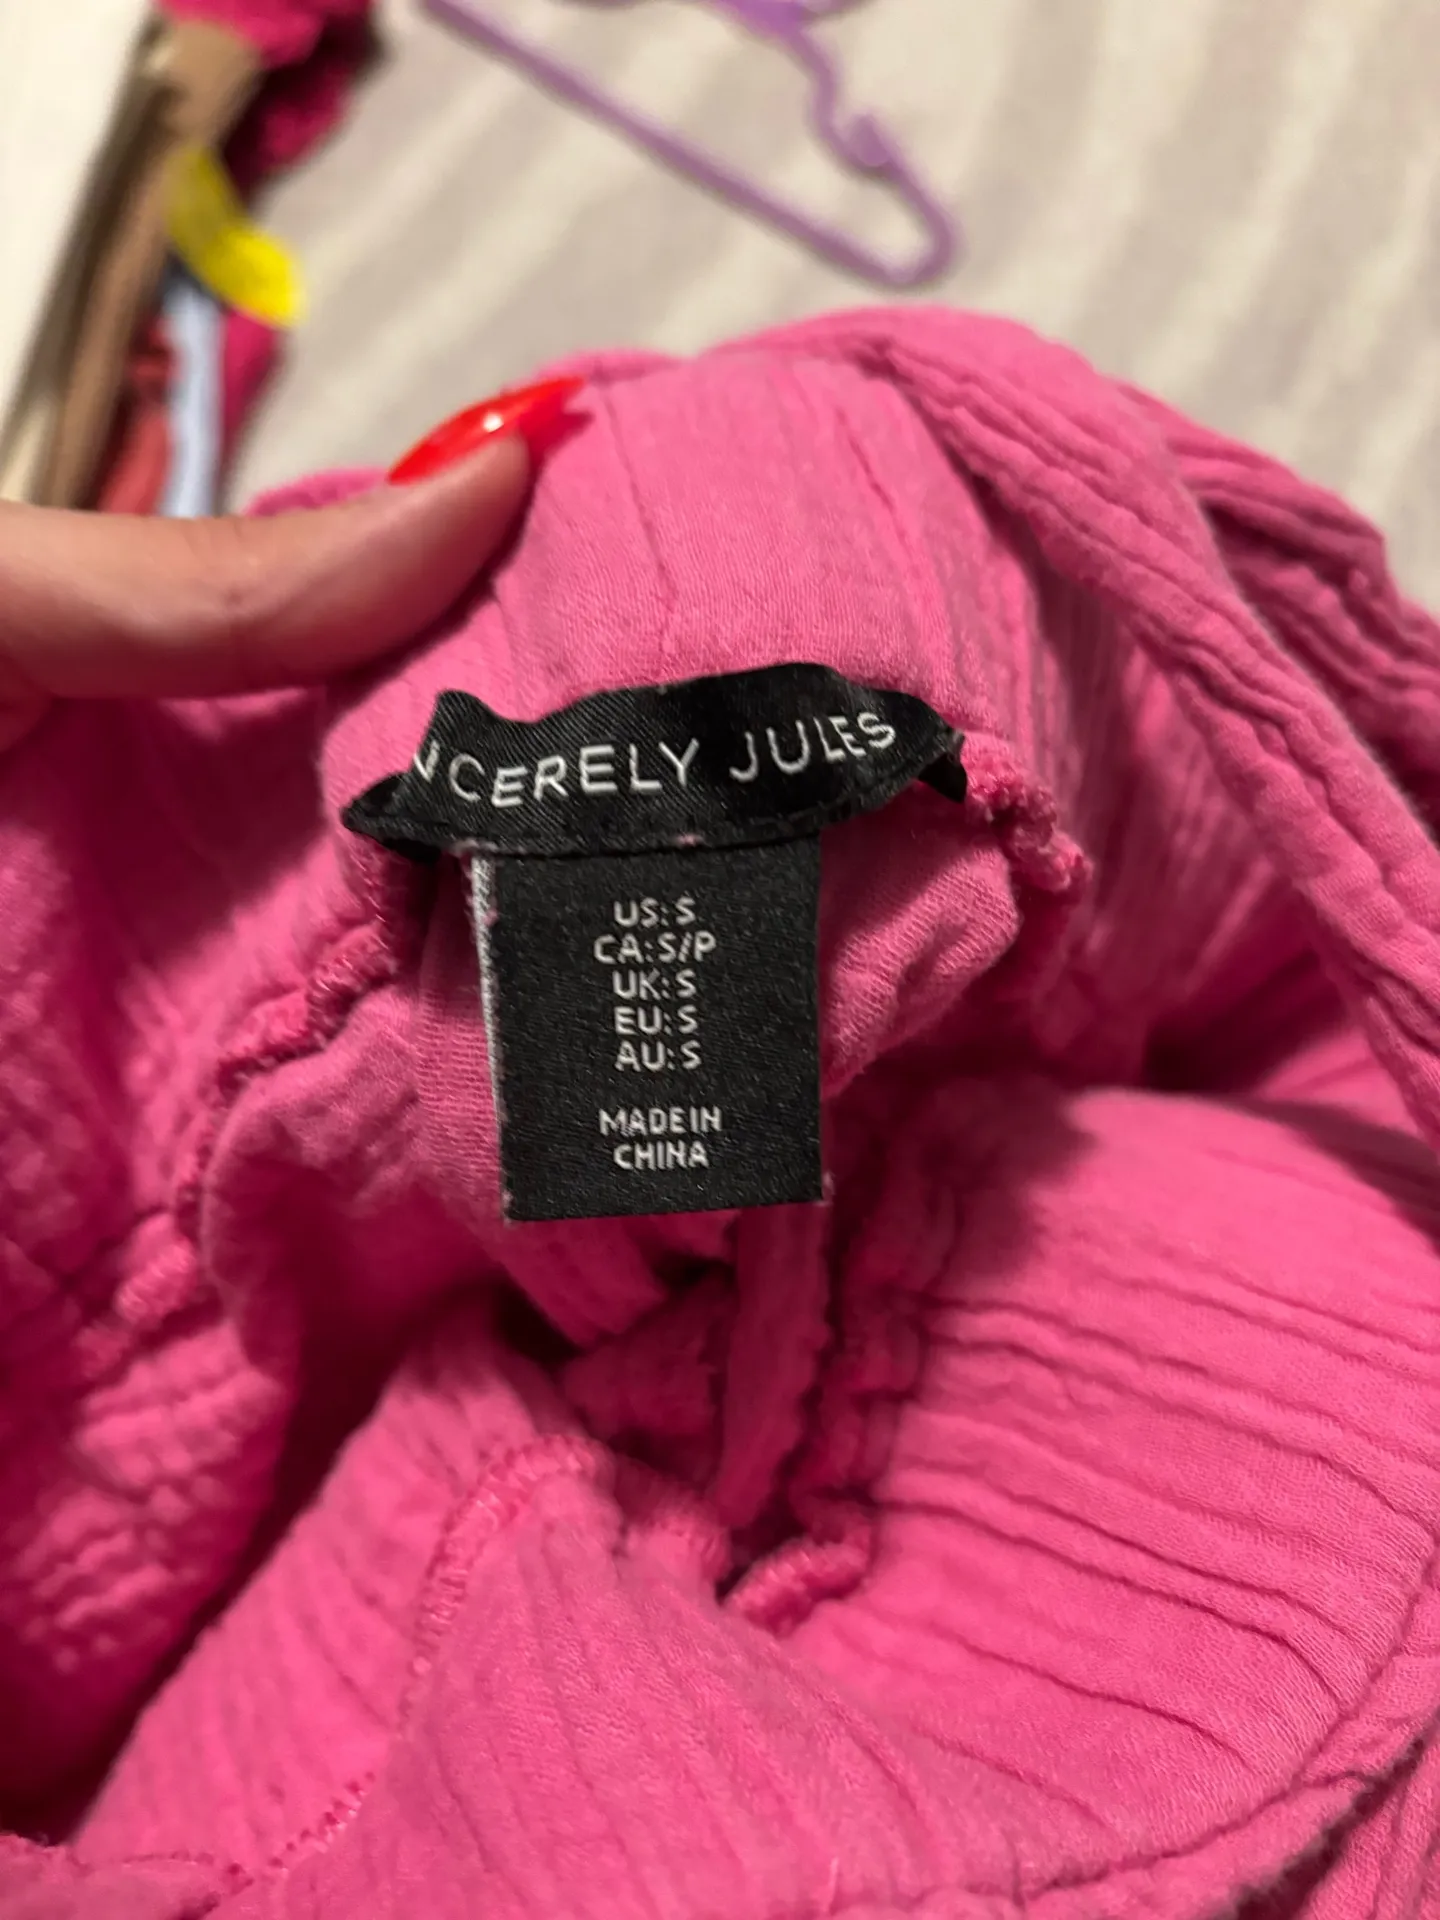 NCERELY JULES
US: S
CA: S/P
UK: S
EU: S
AU: S
MADE IN
CHINA